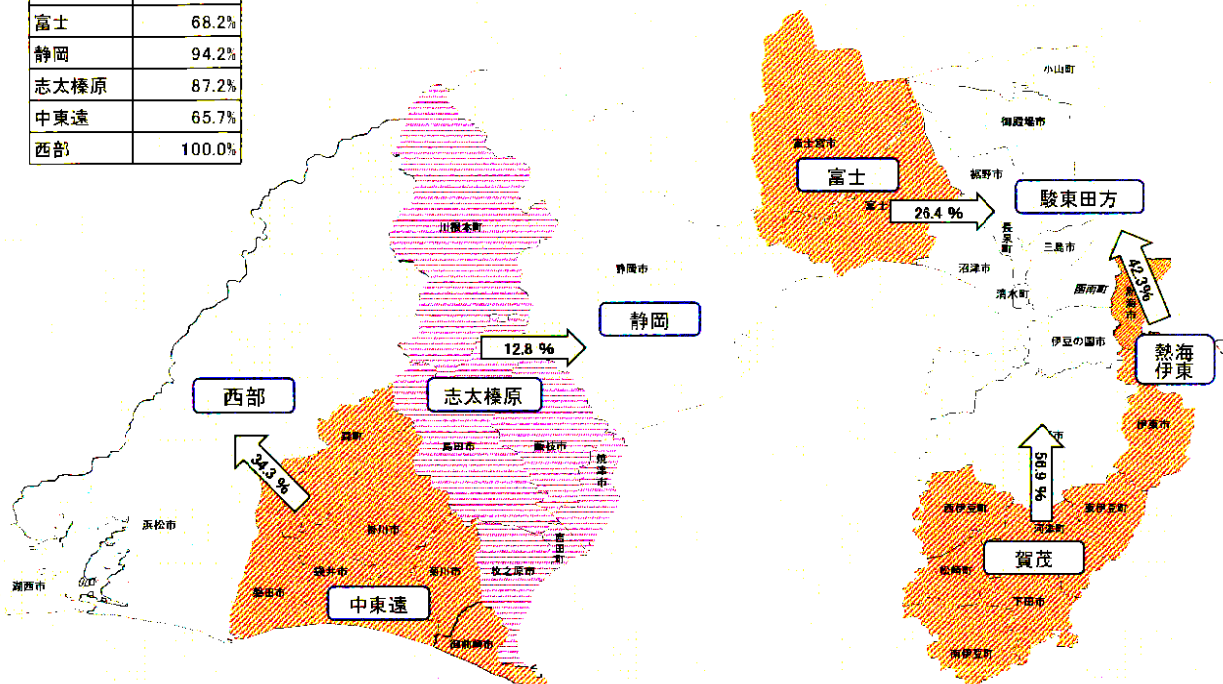 富士 68.2%
静岡 94.2%
志太榛原 87.2%
中東遠 65.7%
西部 100.0%
小山町
御殿場市
富士宮市
裾野市
富士
駿東田方
富士
26.4 %
長泉町
三島市
川根本町
静岡市
沼津市
42.3%
清水町
函南町
熱海市
静岡
12.8 %
伊豆の国市
熱海
伊東
西部
志太榛原
伊東市
森町
市
島田市
藤枝市
焼津市
34.3 %
56.9 %
西伊豆町
東伊豆町
浜松市
掛川市
河津町
吉田町
賀茂
湖西市
袋井市
菊川市
牧之原市
松崎町
磐田市
中東遠
下田市
御前崎市
南伊豆町